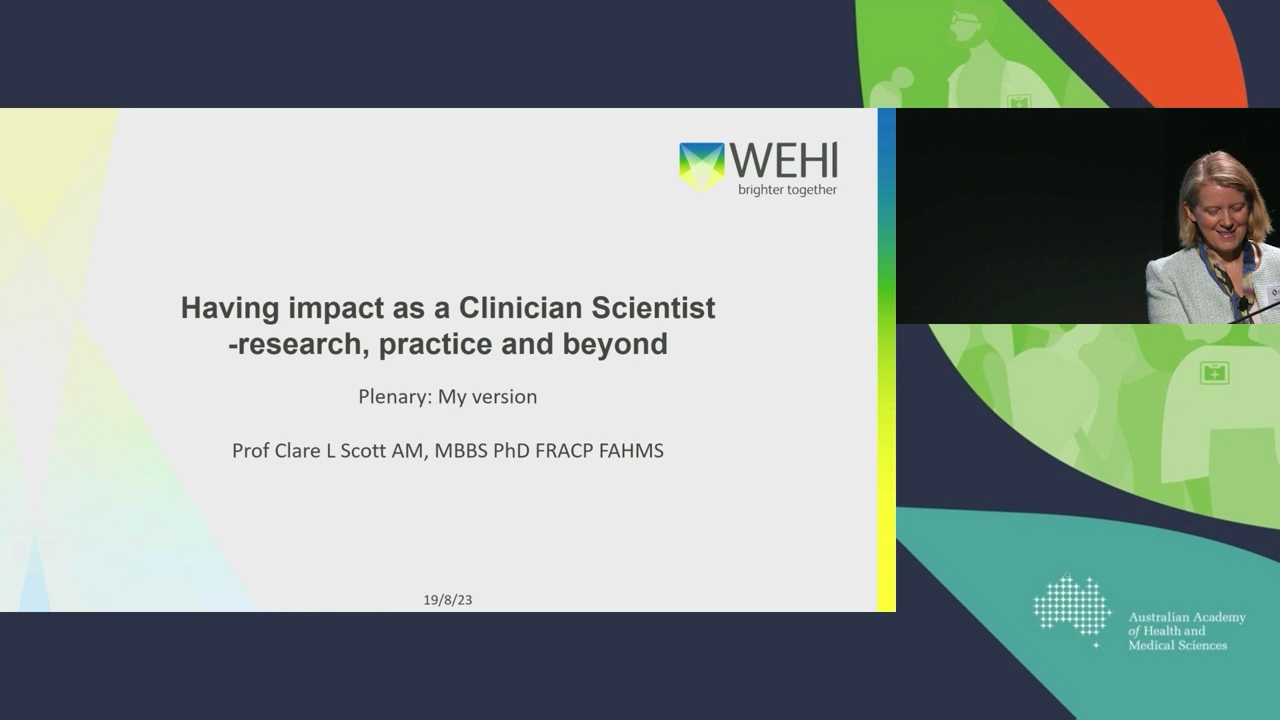 WEHI
brighter together
Having impact as a Clinician Scientist
-research, practice and beyond
Plenary: My version
Prof Clare L Scott AM, MBBS PhD FRACP FAHMS
19/8/23
Australian Academy
of Health and
Medical Sciences